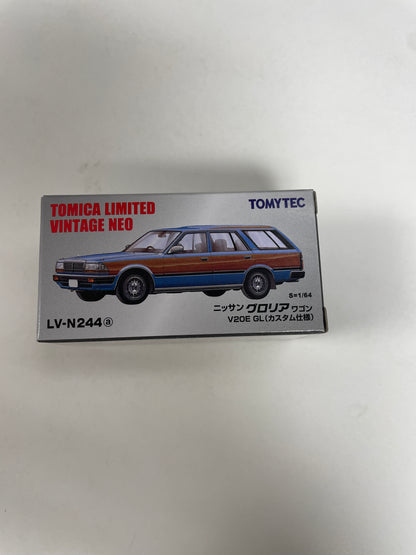 TOMICA LIMITED
VINTAGE NEO
TOMYTEC
S=1/64
LV-N244ⓐ
ニッサン グロリア ワゴン
V20E GL(カスタム仕様)